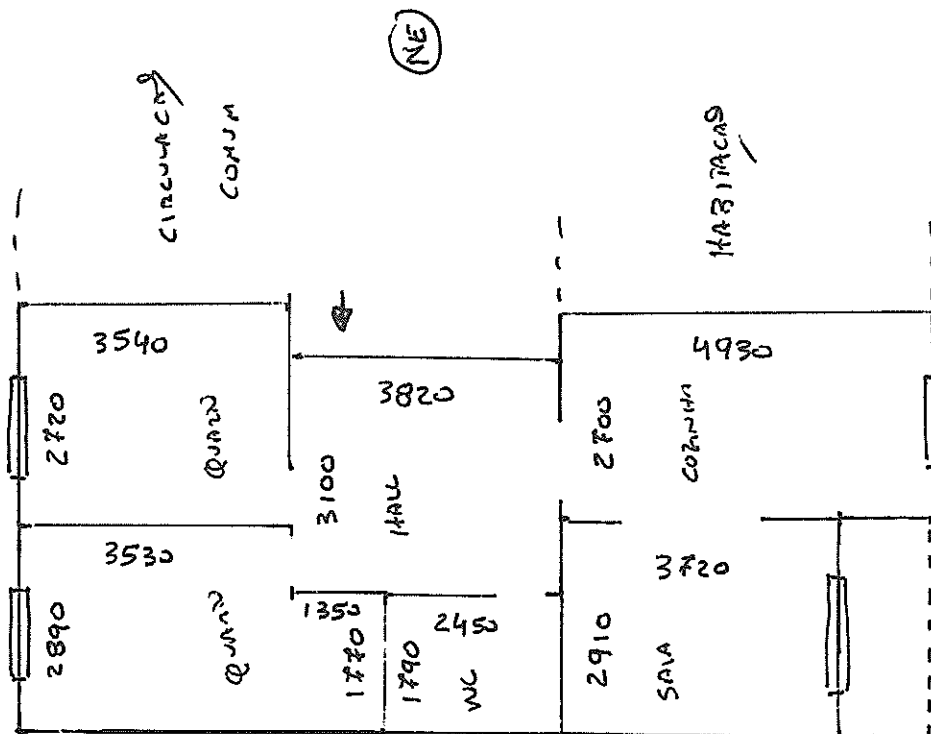 NE
CIRCULAÇÃO
COMUM
HABITAÇÃO
3540
2720
QUARTO
3820
3100
HALL
4930
2700
COZINHA
3530
2890
QUARTO
1350
1770
2450
1790
WC
3720
2910
SALA